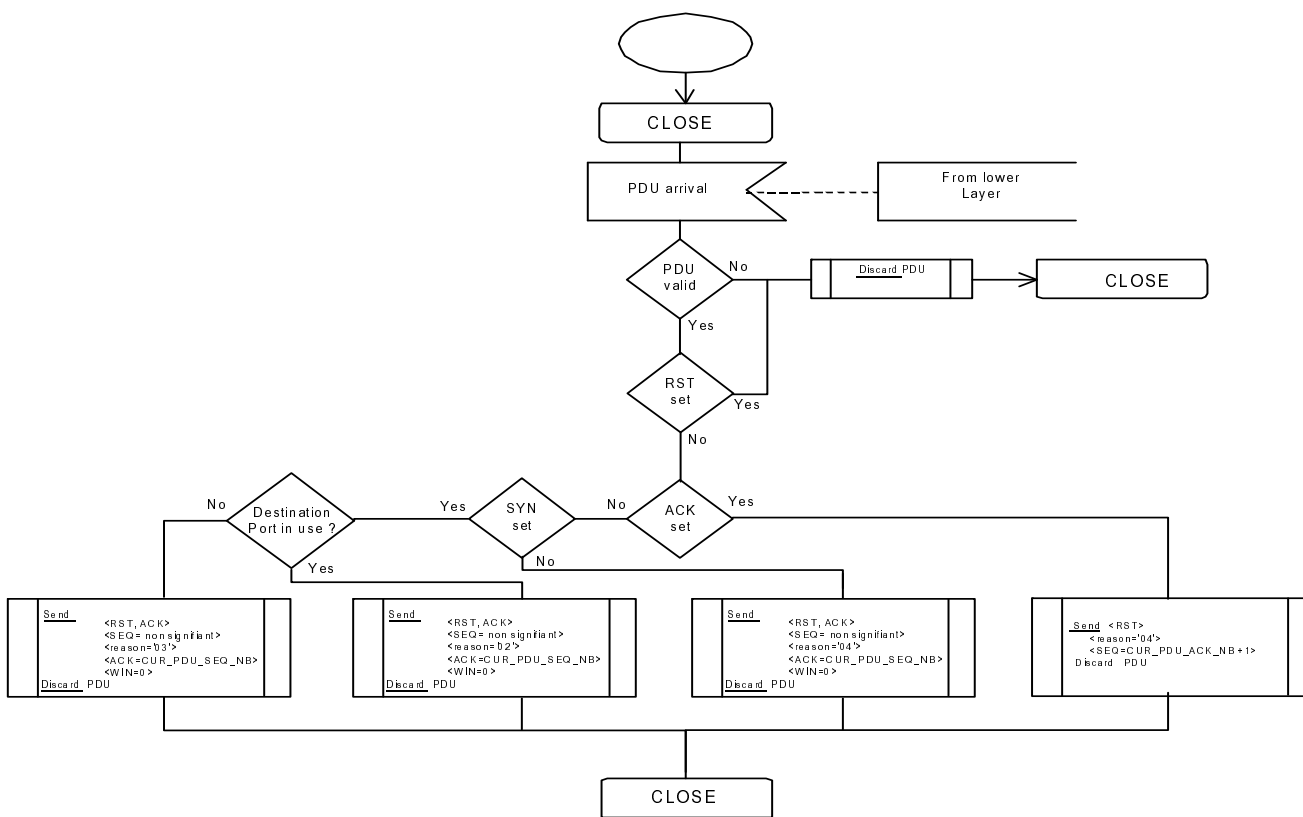 CLOSE
PDU arrival
From lower
Layer
PDU
valid
No
Discard PDU
CLOSE
Yes
RST
set
Yes
No
No
Destination
Port in use ?
Yes
SYN
set
No
ACK
set
Yes
Yes
No
Send
<RST, ACK>
<SEQ= non signifiant>
<reason='03'>
<ACK=CUR_PDU_SEQ_NB>
<WIN=0>
Discard PDU
Send
<RST, ACK>
<SEQ= non signifiant>
<reason='02'>
<ACK=CUR_PDU_SEQ_NB>
<WIN=0>
Discard PDU
Send
<RST, ACK>
<SEQ= non signifiant>
<reason='04'>
<ACK=CUR_PDU_SEQ_NB>
<WIN=0>
Discard PDU
Send <RST>
<reason='04'>
<SEQ=CUR_PDU_ACK_NB+1>
Discard PDU
CLOSE